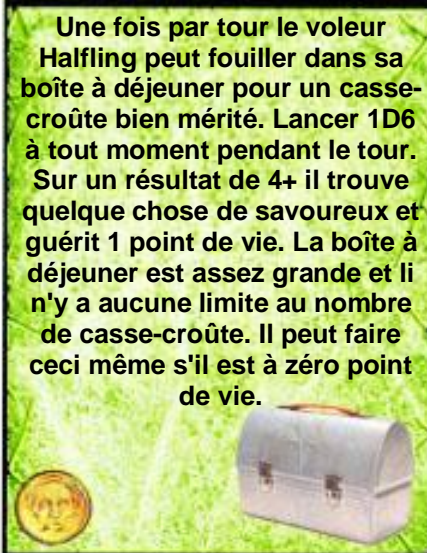 Une fois par tour le voleur
Halfling peut fouiller dans sa
boîte à déjeuner pour un casse-
croûte bien mérité. Lancer 1D6
à tout moment pendant le tour.
Sur un résultat de 4+ il trouve
quelque chose de savoureux et
guérit 1 point de vie. La boîte à
déjeuner est assez grande et li
n'y a aucune limite au nombre
de casse-croûte. Il peut faire
ceci même s'il est à zéro point
de vie.